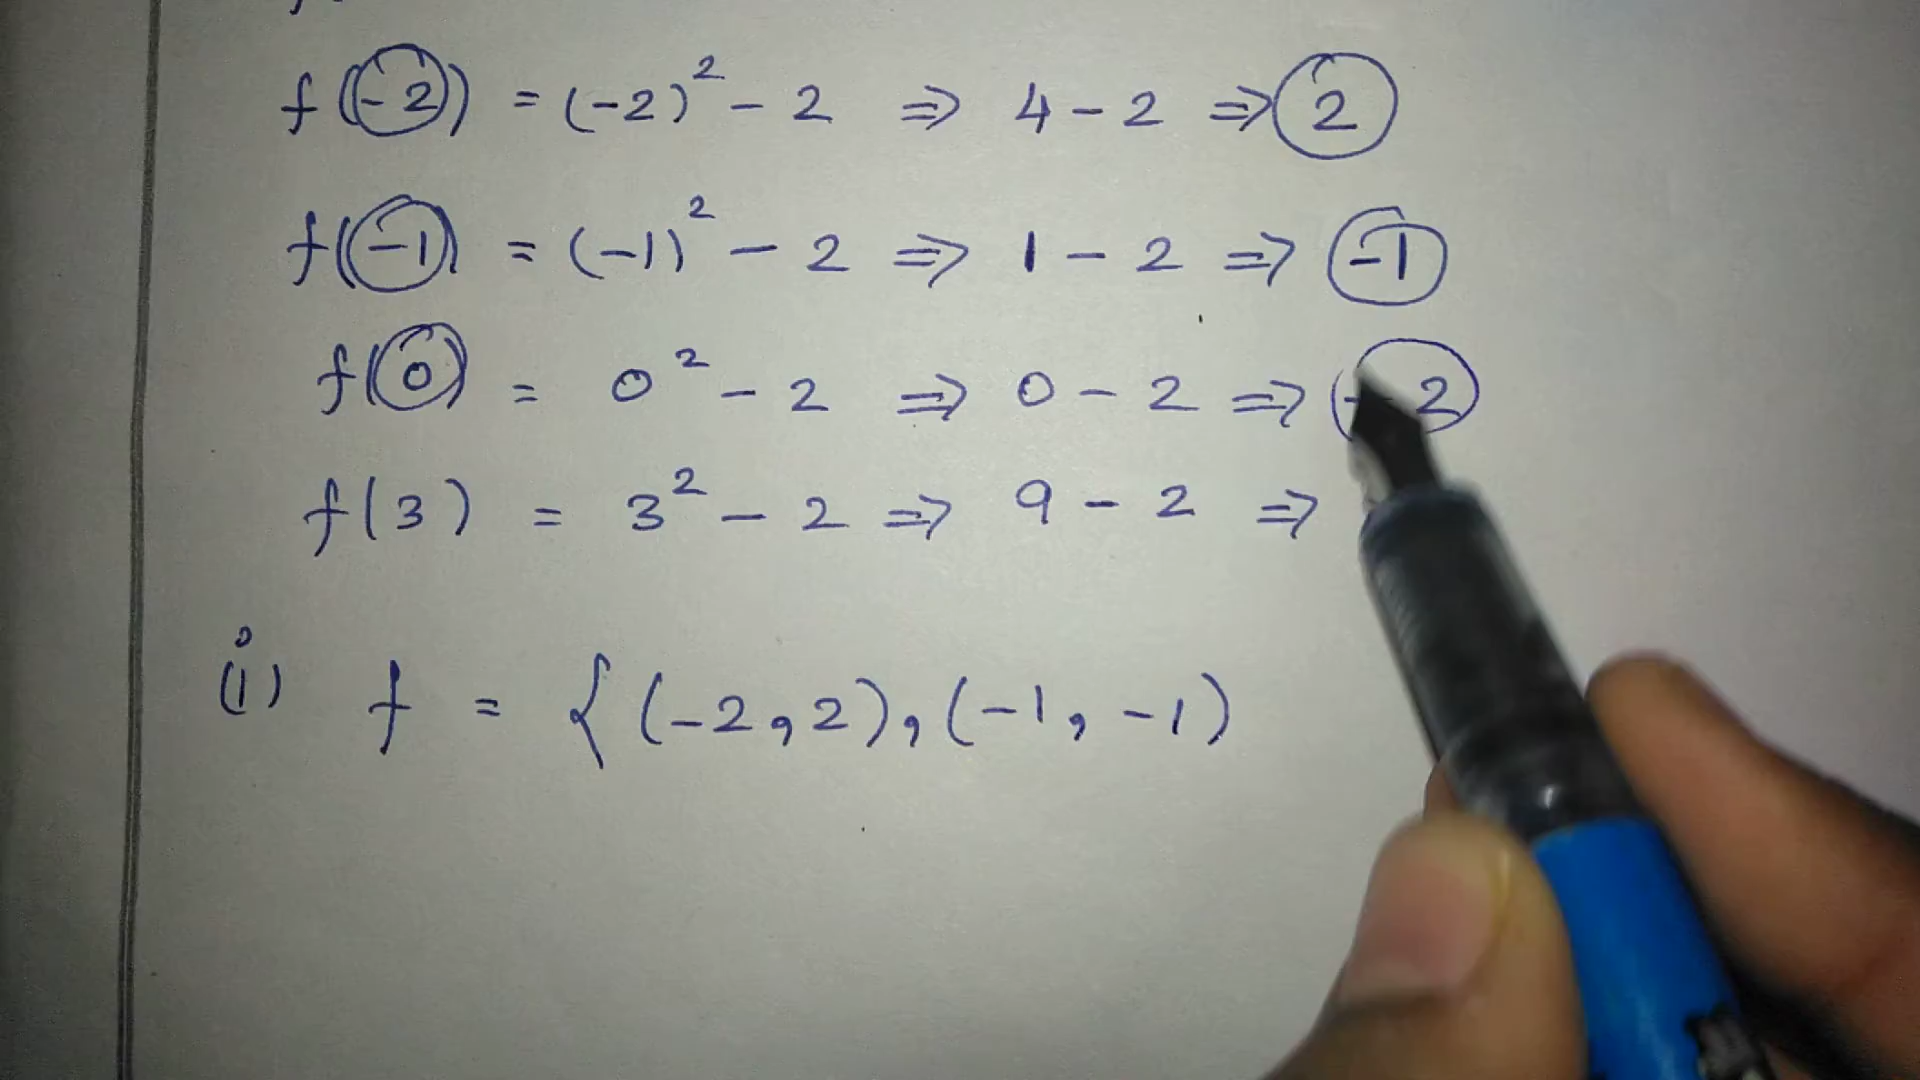 f(-2) = (-2)² - 2 ⇒ 4 - 2 ⇒ 2
f(-1) = (-1)² - 2 ⇒ 1 - 2 ⇒ -1
f(0) = 0² - 2 ⇒ 0 - 2 ⇒ -2
f(3) = 3² - 2 ⇒ 9 - 2 ⇒
(i) f = {(-2,2),(-1,-1)